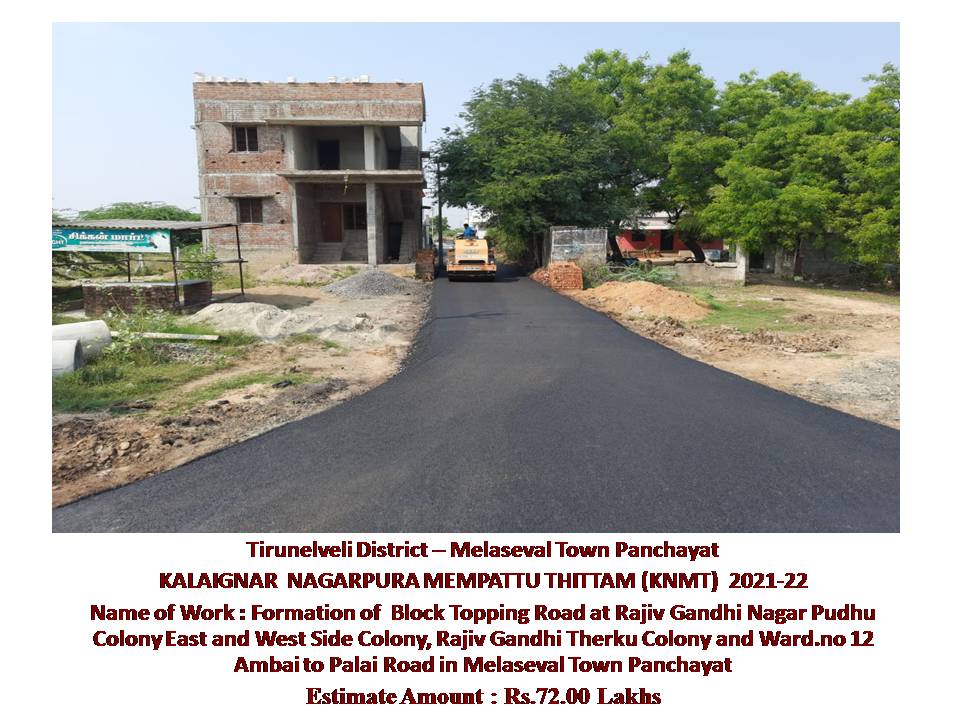 சிக்கன் மார்ட்
Tirunelveli District – Melaseval Town Panchayat
KALAIGNAR NAGARPURA MEMPATTU THITTAM (KNMT) 2021-22
Name of Work : Formation of Block Topping Road at Rajiv Gandhi Nagar Pudhu
Colony East and West Side Colony, Rajiv Gandhi Therku Colony and Ward.no 12
Ambai to Palai Road in Melaseval Town Panchayat
Estimate Amount : Rs.72.00 Lakhs